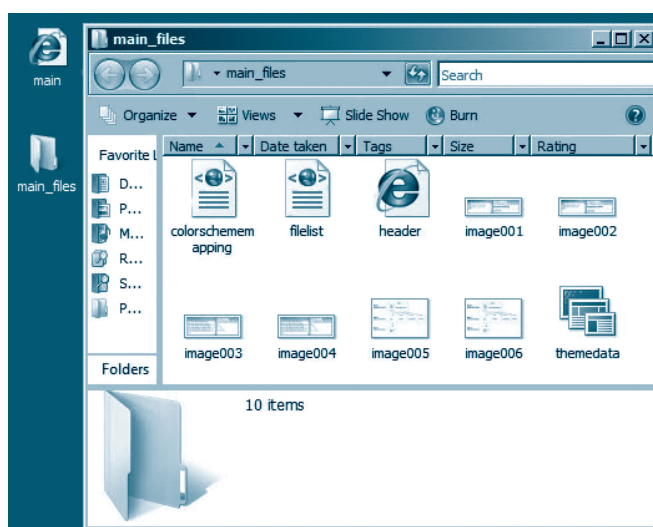 main
main_files
main_files
main_files
Search
Organize
Views
Slide Show
Burn
Favorite L
D...
P...
M...
R...
S...
P...
Folders
Name
Date taken
Tags
Size
Rating
colorschemem
apping
filelist
header
image001
image002
image003
image004
image005
image006
themedata
10 items